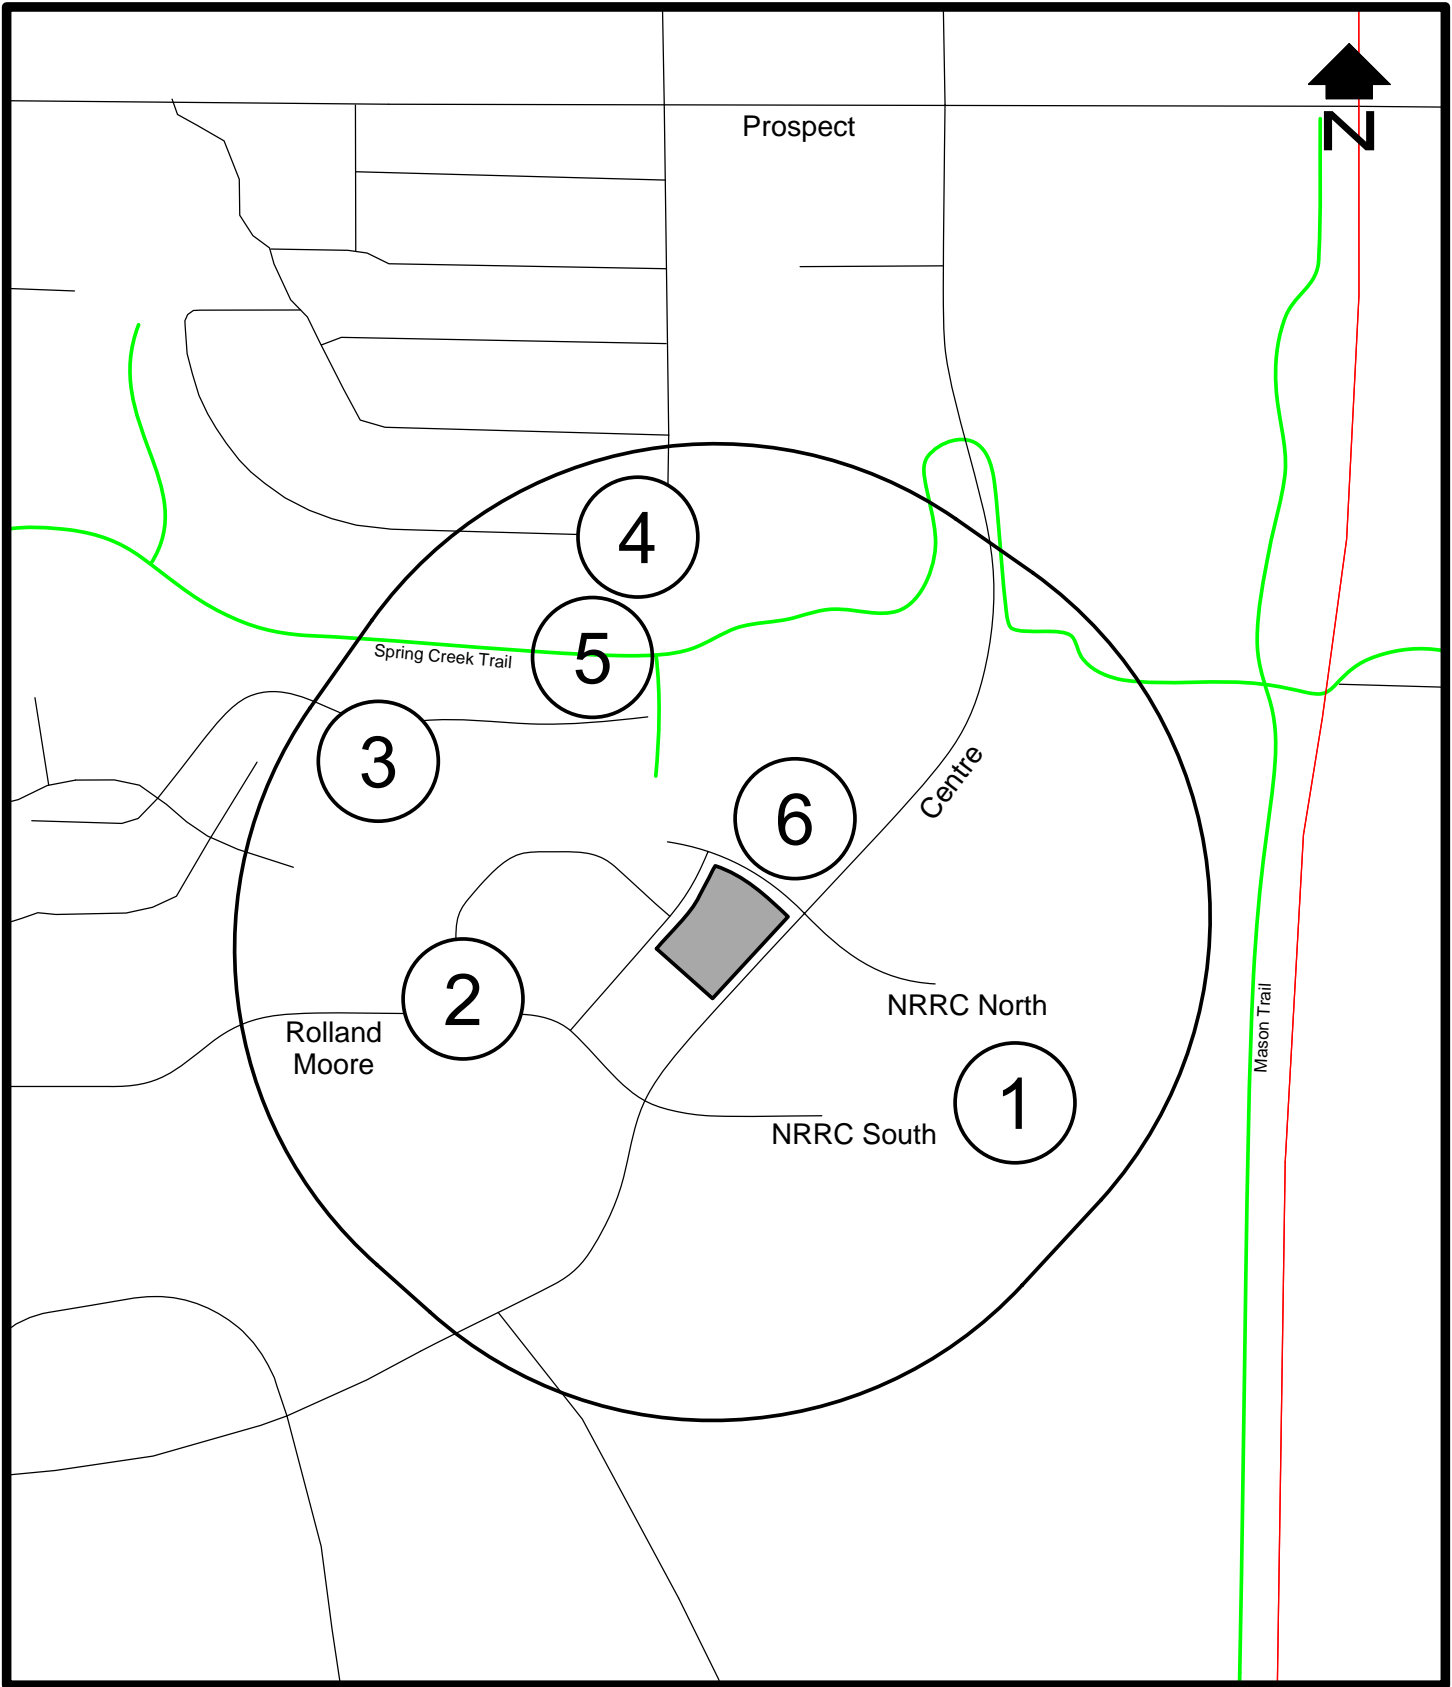 Prospect
N
4
Spring Creek Trail
5
3
Centre
6
2
Rolland
Moore
NRRC North
Mason Trail
1
NRRC South